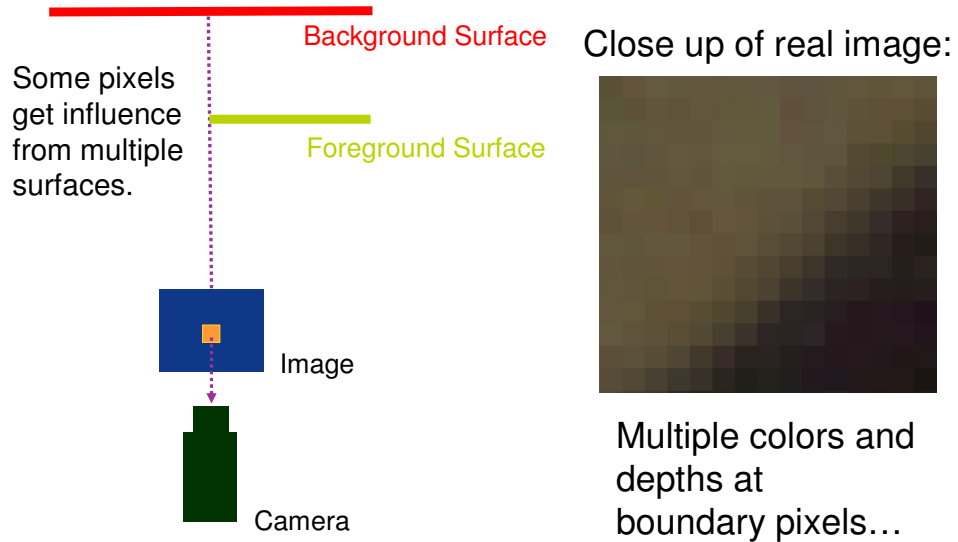 Background Surface
Some pixels
get influence
from multiple
surfaces.
Foreground Surface
Image
Camera
Close up of real image:
Multiple colors and
depths at
boundary pixels…